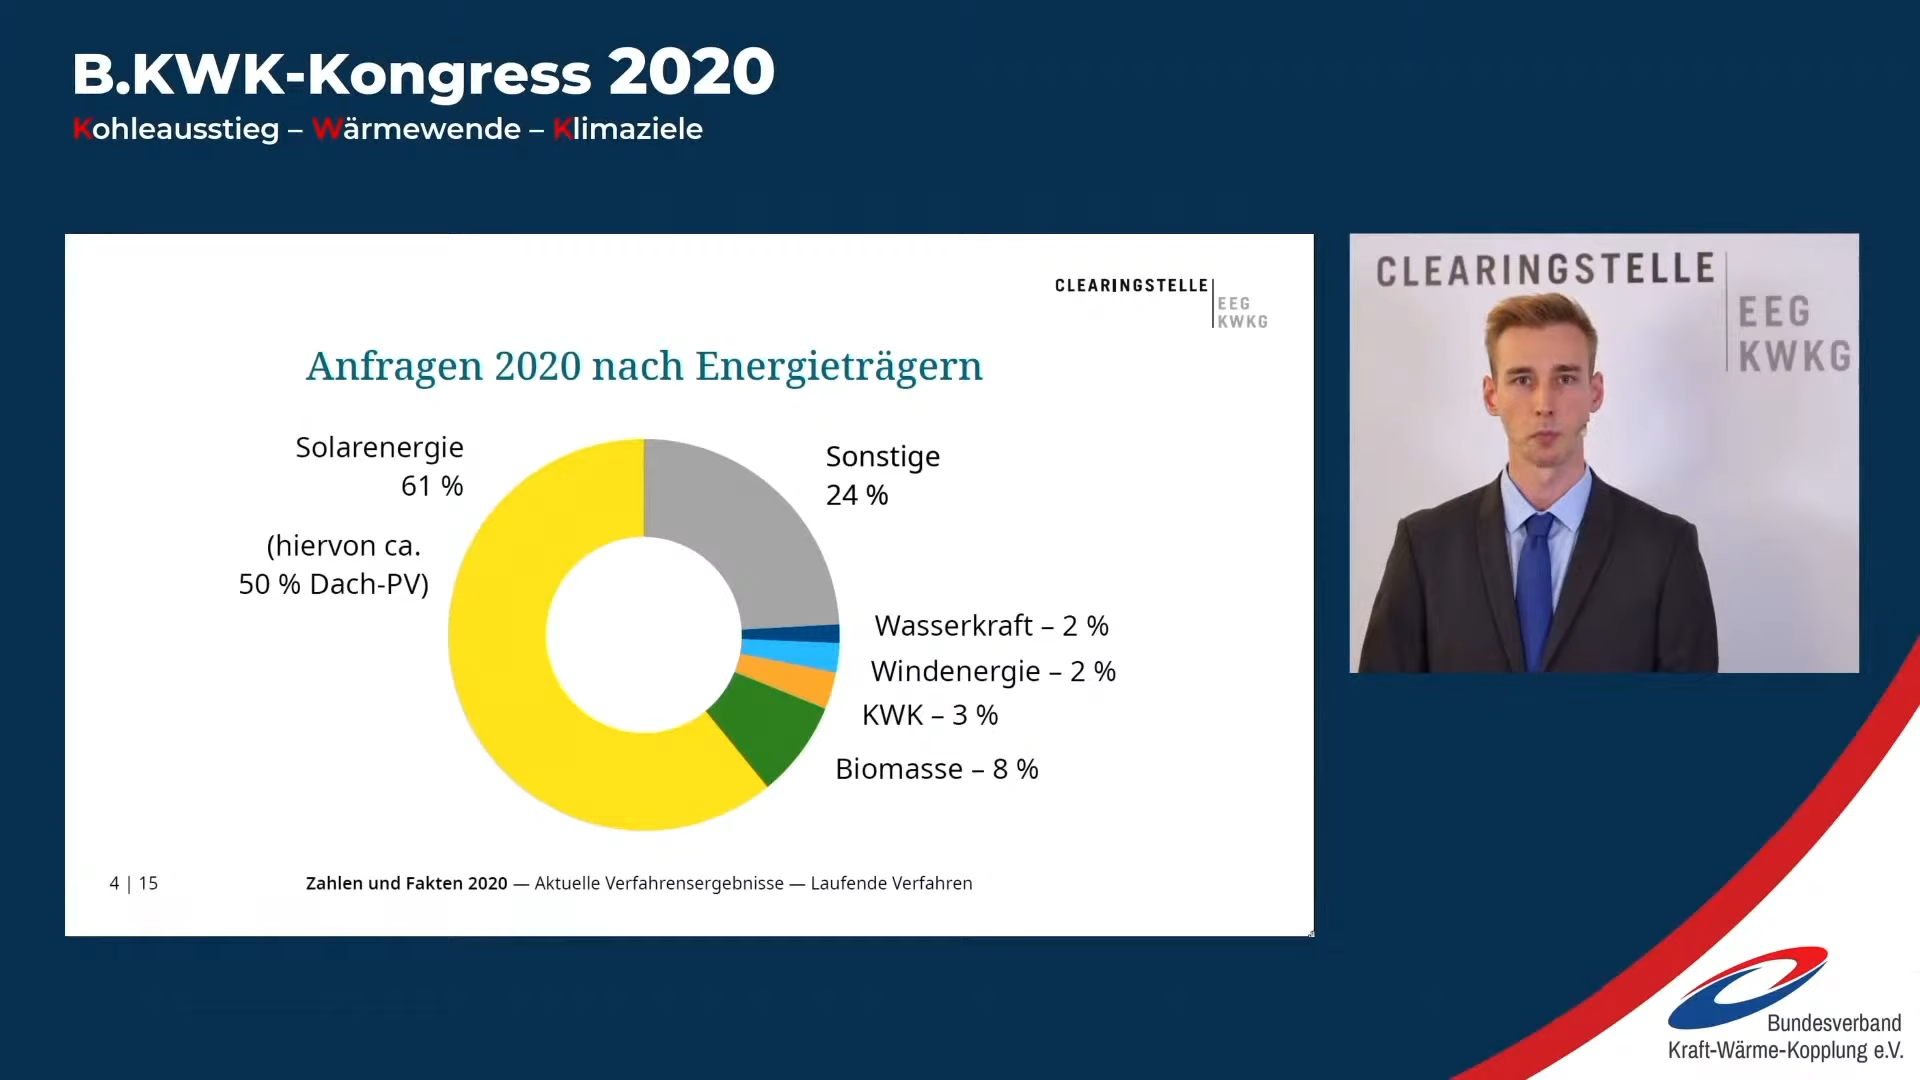 B.KWK-Kongress 2020
Kohleausstieg – Wärmewende – Klimaziele
CLEARINGSTELLE
EEG
KWKG
Anfragen 2020 nach Energieträgern
Solarenergie
61 %
(hiervon ca.
50 % Dach-PV)
Sonstige
24 %
Wasserkraft – 2 %
Windenergie – 2 %
KWK – 3 %
Biomasse – 8 %
4 | 15
Zahlen und Fakten 2020 — Aktuelle Verfahrensergebnisse — Laufende Verfahren
CLEARINGSTELLE
EEG
KWKG
Bundesverband
Kraft-Wärme-Kopplung e.V.